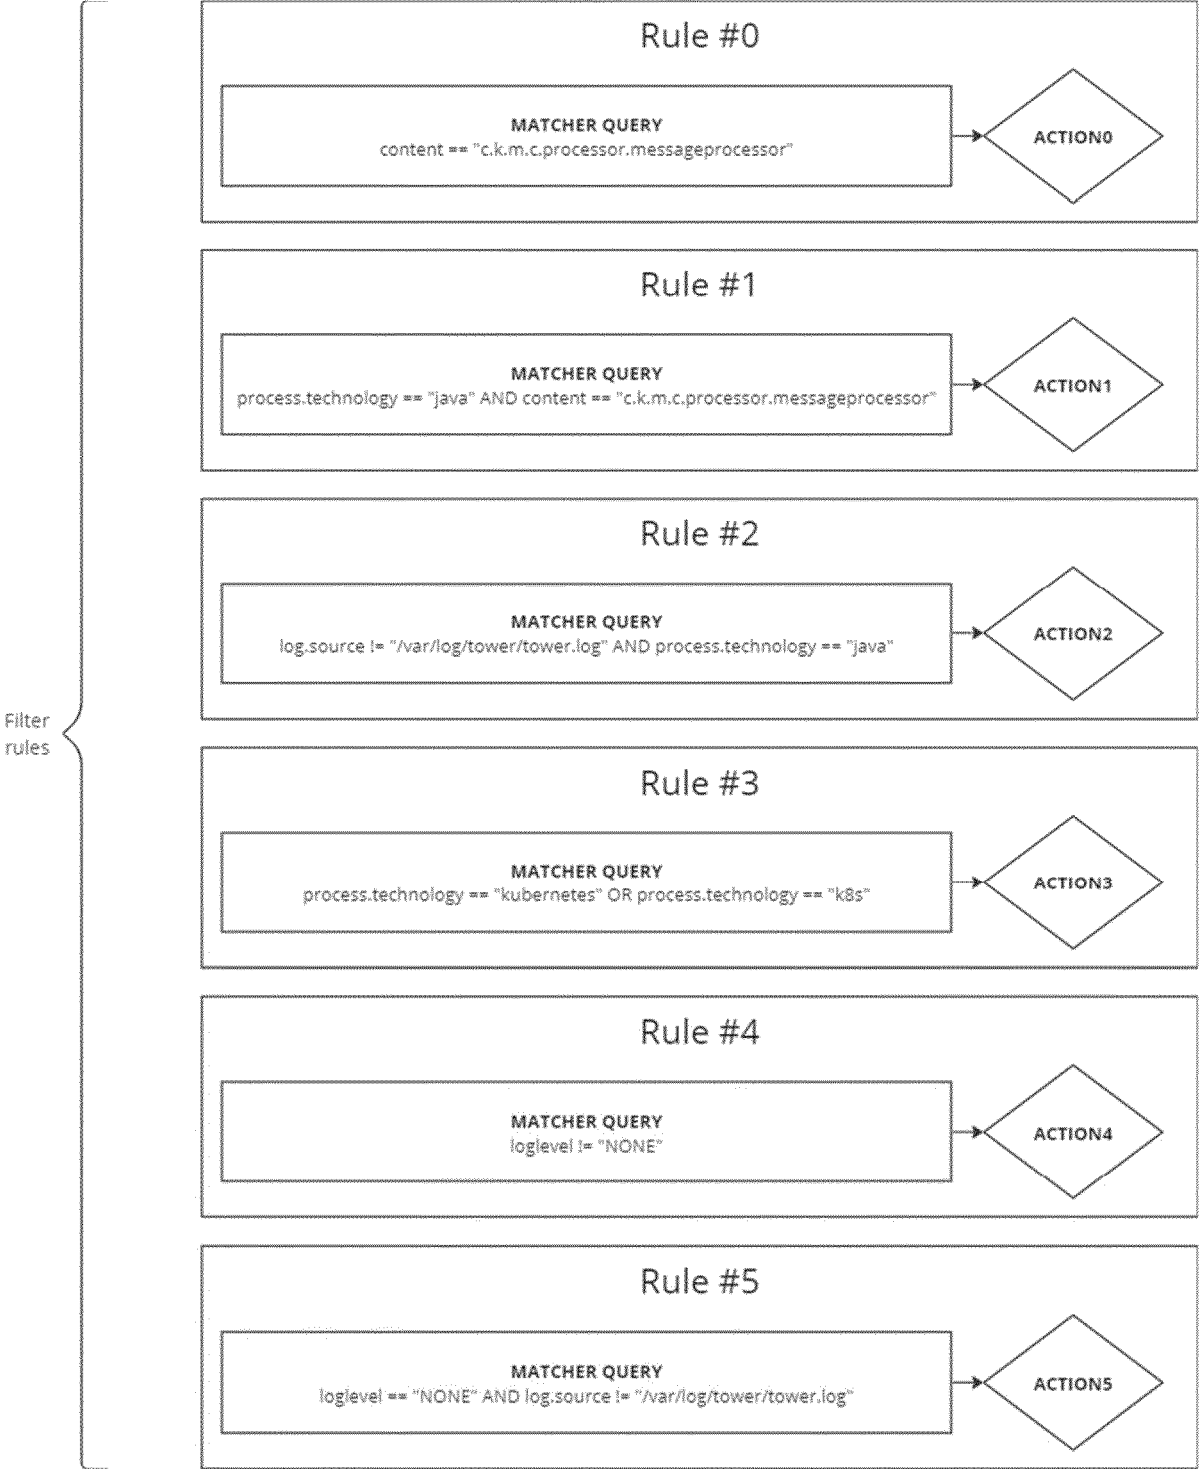 Rule #0
MATCHER QUERY
content == "c.k.m.c.processor.messageprocessor"
ACTION0
Rule #1
MATCHER QUERY
process.technology == "java" AND content == "c.k.m.c.processor.messageprocessor"
ACTION1
Rule #2
MATCHER QUERY
log.source != "/var/log/tower/tower.log" AND process.technology == "java"
ACTION2
Filter
rules
Rule #3
MATCHER QUERY
process.technology == "kubernetes" OR process.technology == "k8s"
ACTION3
Rule #4
MATCHER QUERY
loglevel != "NONE"
ACTION4
Rule #5
MATCHER QUERY
loglevel == "NONE" AND log.source != "/var/log/tower/tower.log"
ACTION5